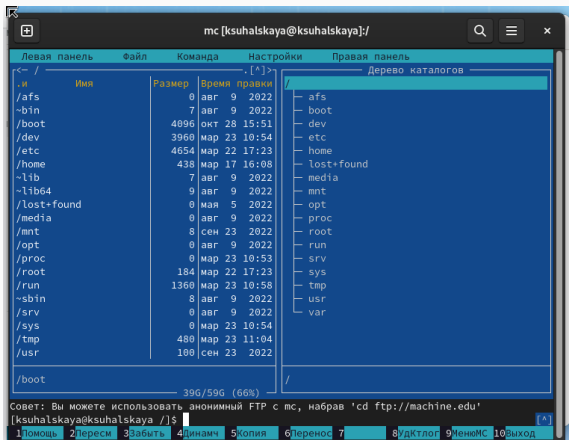 mc [ksuhalskaya@ksuhalskaya]:/
Левая панель Файл Команда Настройки Правая панель
<- / .[^]> Дерево каталогов
.и Имя Размер Время правки /
/afs 0 авг 9 2022 afs
~bin 7 авг 9 2022 boot
/boot 4096 окт 28 15:51 dev
/dev 3960 мар 23 10:54 etc
/etc 4654 мар 22 17:23 home
/home 438 мар 17 16:08 lost+found
~lib 7 авг 9 2022 media
~lib64 9 авг 9 2022 mnt
/lost+found 0 мая 5 2022 opt
/media 0 авг 9 2022 proc
/mnt 8 сен 23 2022 root
/opt 0 авг 9 2022 run
/proc 0 мар 23 10:53 srv
/root 184 мар 22 17:23 sys
/run 1360 мар 23 10:58 tmp
~sbin 8 авг 9 2022 usr
/srv 0 авг 9 2022 var
/sys 0 мар 23 10:54
/tmp 480 мар 23 11:04
/usr 100 сен 23 2022
/boot /
39G/59G (66%)
Совет: Вы можете использовать анонимный FTP с mc, набрав 'cd ftp://machine.edu'
[ksuhalskaya@ksuhalskaya /]$ [^]
1Помощь 2Пересм 3Забыть 4Динамч 5Копия 6Перенос 7 8УдКтлог 9МенюMC 10Выход